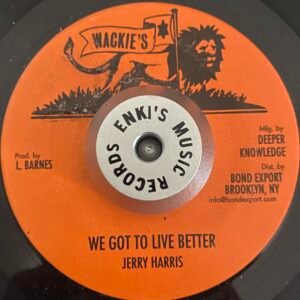 WACKIE'S
ENKI'S MUSIC RECORDS
Prod. by
L. BARNES
Mfg. by
DEEPER
KNOWLEDGE
Dist. by
BOND EXPORT
BROOKLYN, NY
info@bondexport.com
WE GOT TO LIVE BETTER
JERRY HARRIS